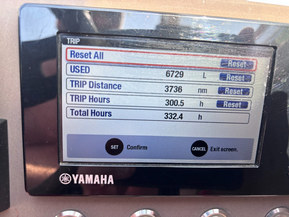 TRIP
Reset All Reset
USED 6729 L Reset
TRIP Distance 3736 nm Reset
TRIP Hours 300.5 h Reset
Total Hours 332.4 h
SET Confirm CANCEL Exit screen.
YAMAHA